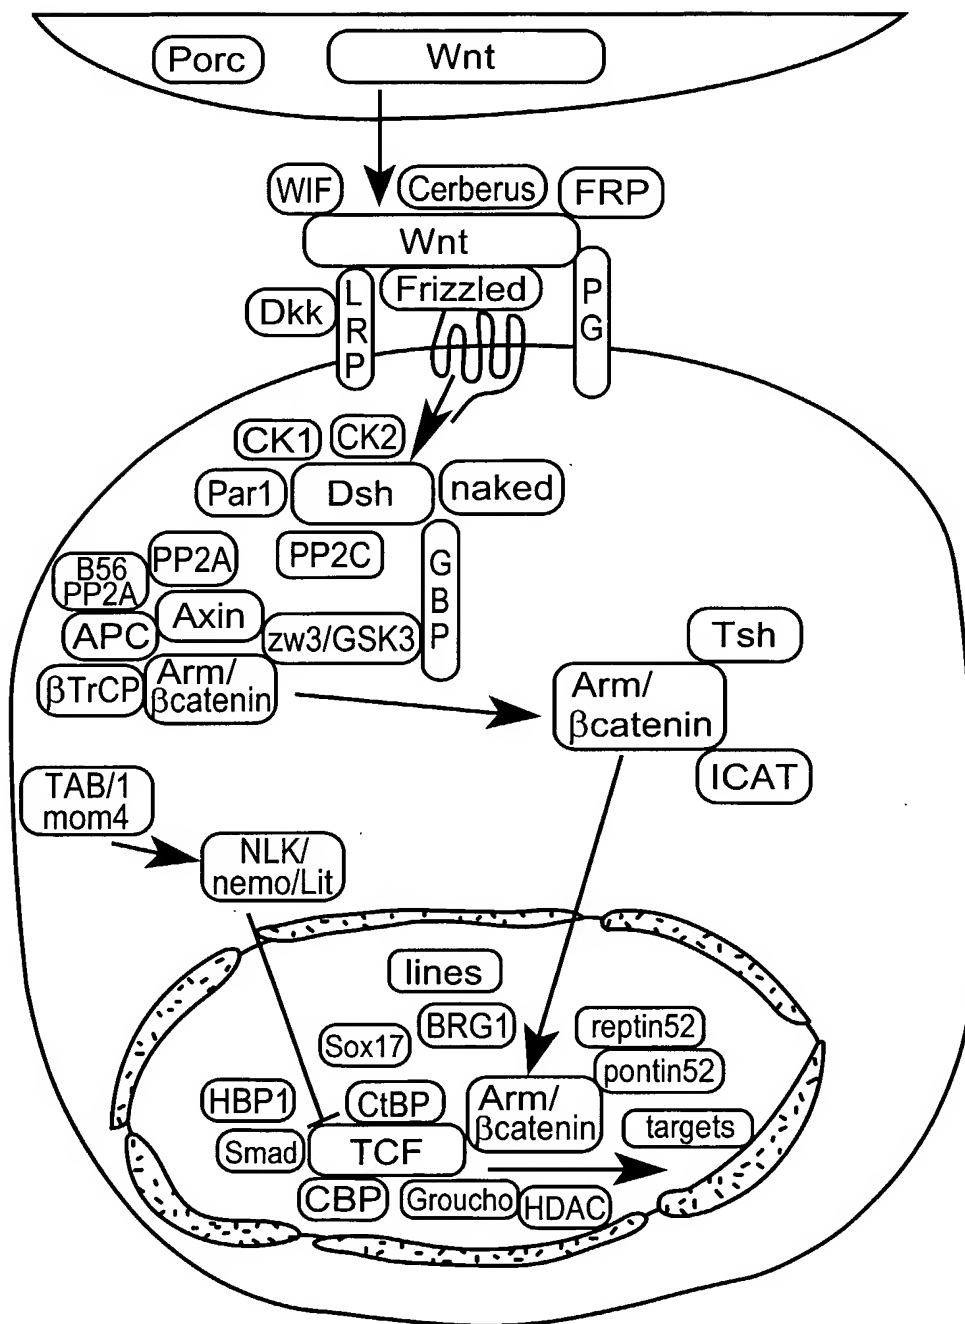 Porc
Wnt
WIF
Cerberus
FRP
Wnt
Dkk
L
R
P
Frizzled
P
G
CK1
CK2
Par1
Dsh
naked
B56
PP2A
PP2A
PP2C
G
B
P
APC
Axin
zw3/GSK3
βTrCP
Arm/
βcatenin
Tsh
Arm/
βcatenin
ICAT
TAB/1
mom4
NLK/
nemo/Lit
lines
BRG1
Sox17
reptin52
pontin52
HBP1
CtBP
Arm/
βcatenin
targets
Smad
TCF
CBP
Groucho
HDAC